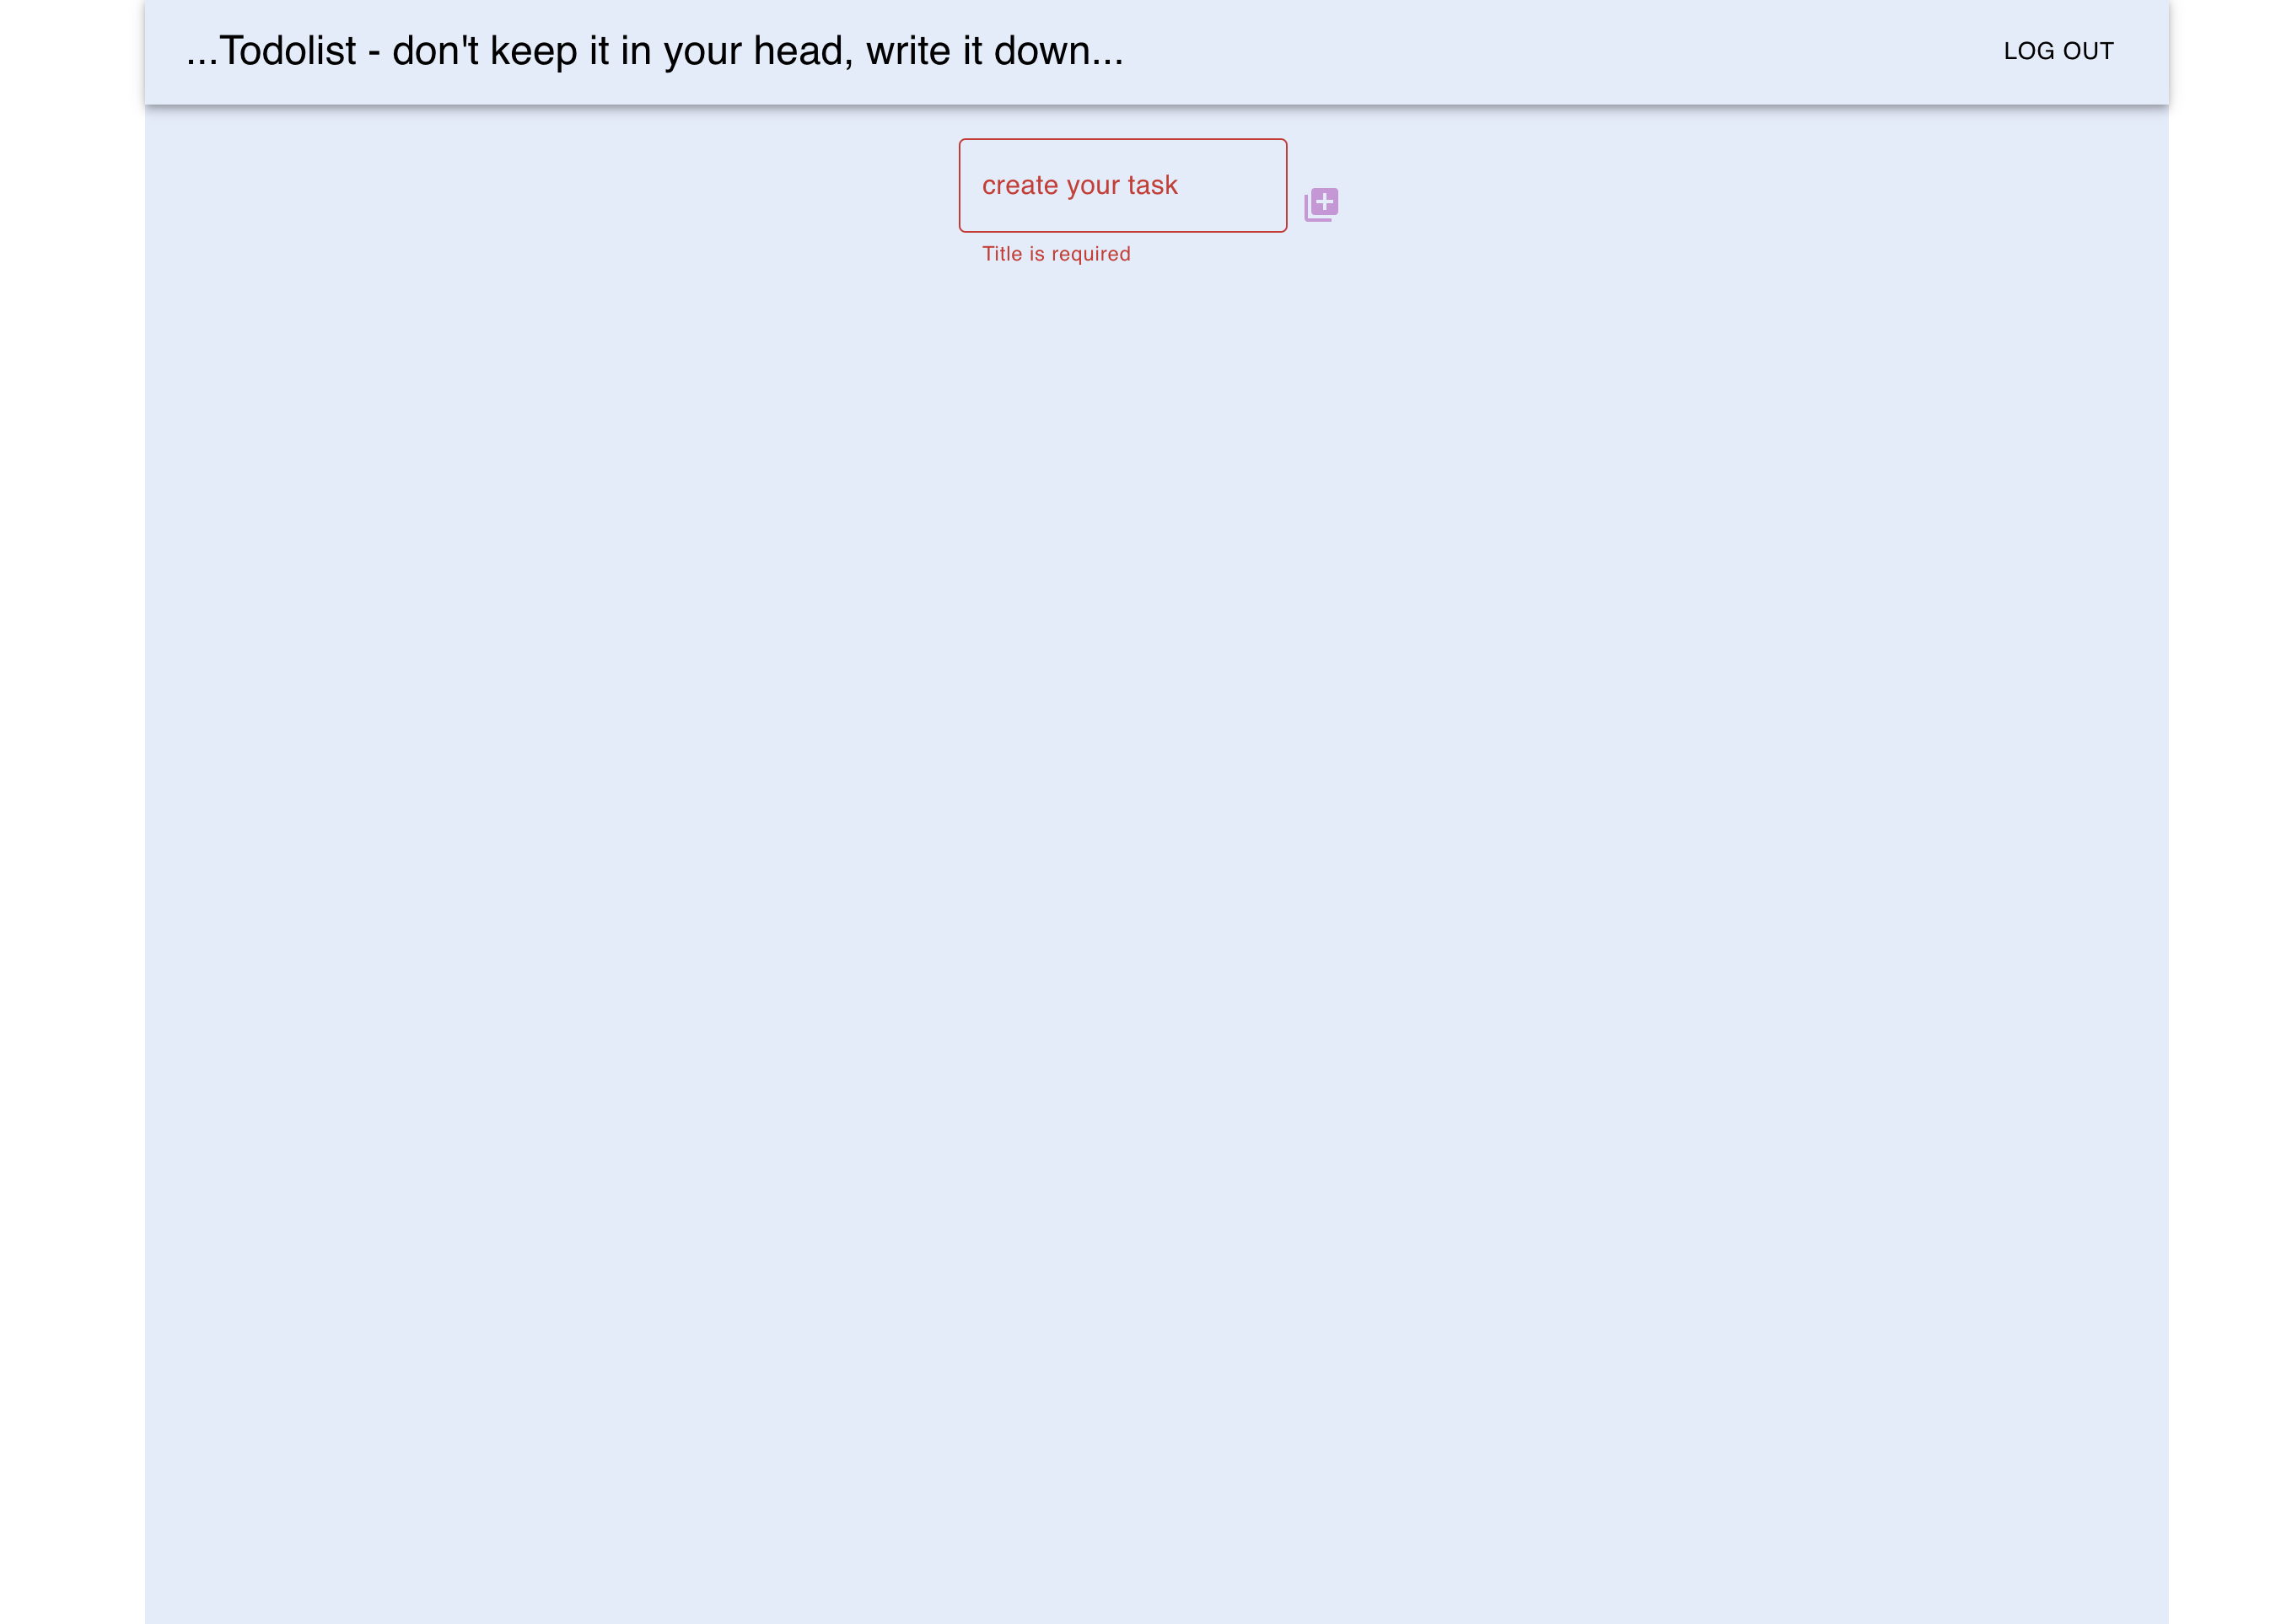 ...Todolist - don't keep it in your head, write it down...
LOG OUT
create your task
Title is required